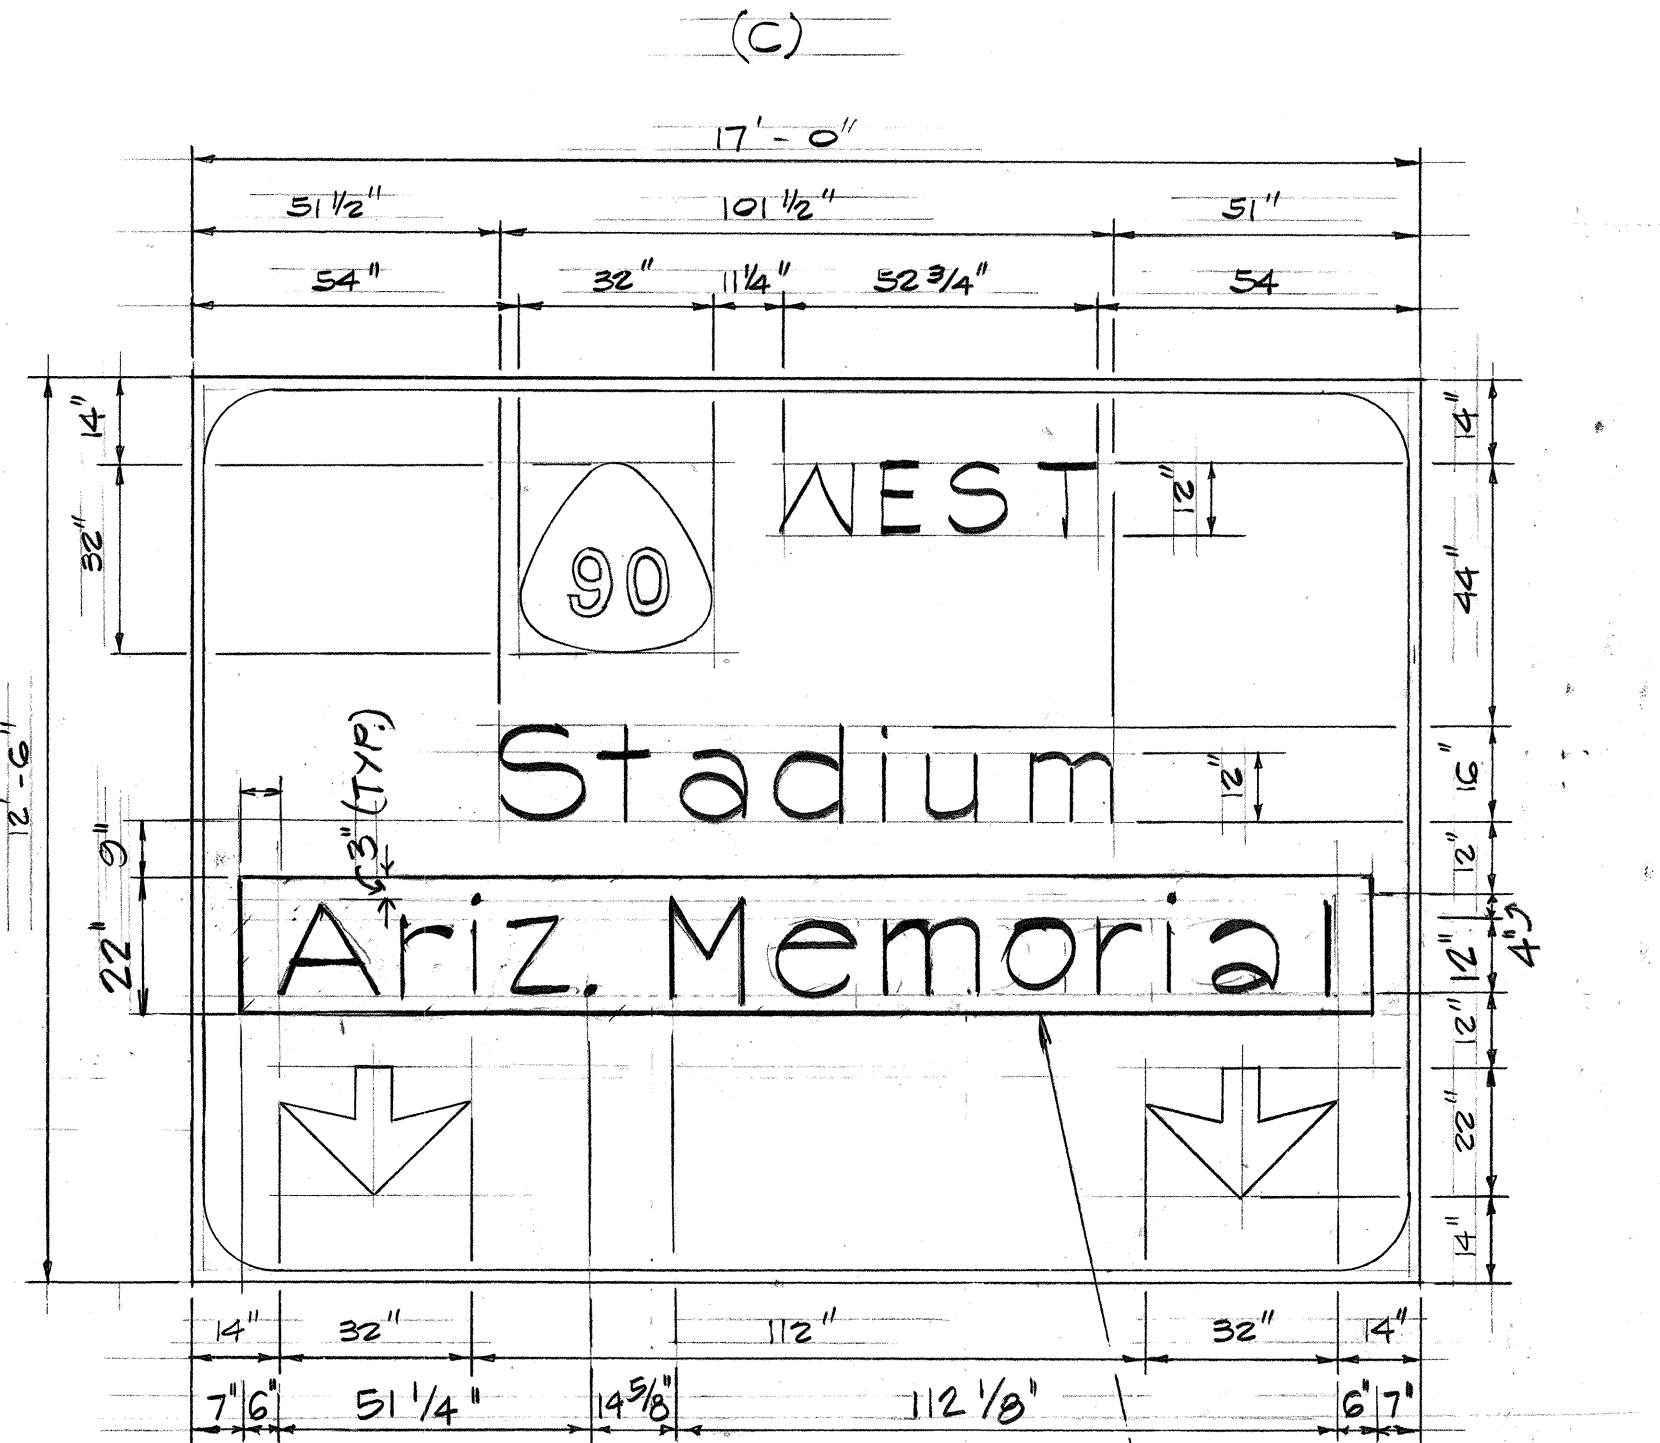 (C)
17'-0"
51 1/2" 101 1/2" 51"
54" 32" 11 1/4" 52 3/4" 54
14" 14"
WEST 12"
32" 90 44"
12'-6"
Stadium 12" 16"
9" 3" (TYP.) 12"
22" Ariz. Memorial 12" 4"
12"
22"
14"
14" 32" 112" 32" 14"
7" 6" 51 1/4" 14 5/8" 112 1/8" 6" 7"